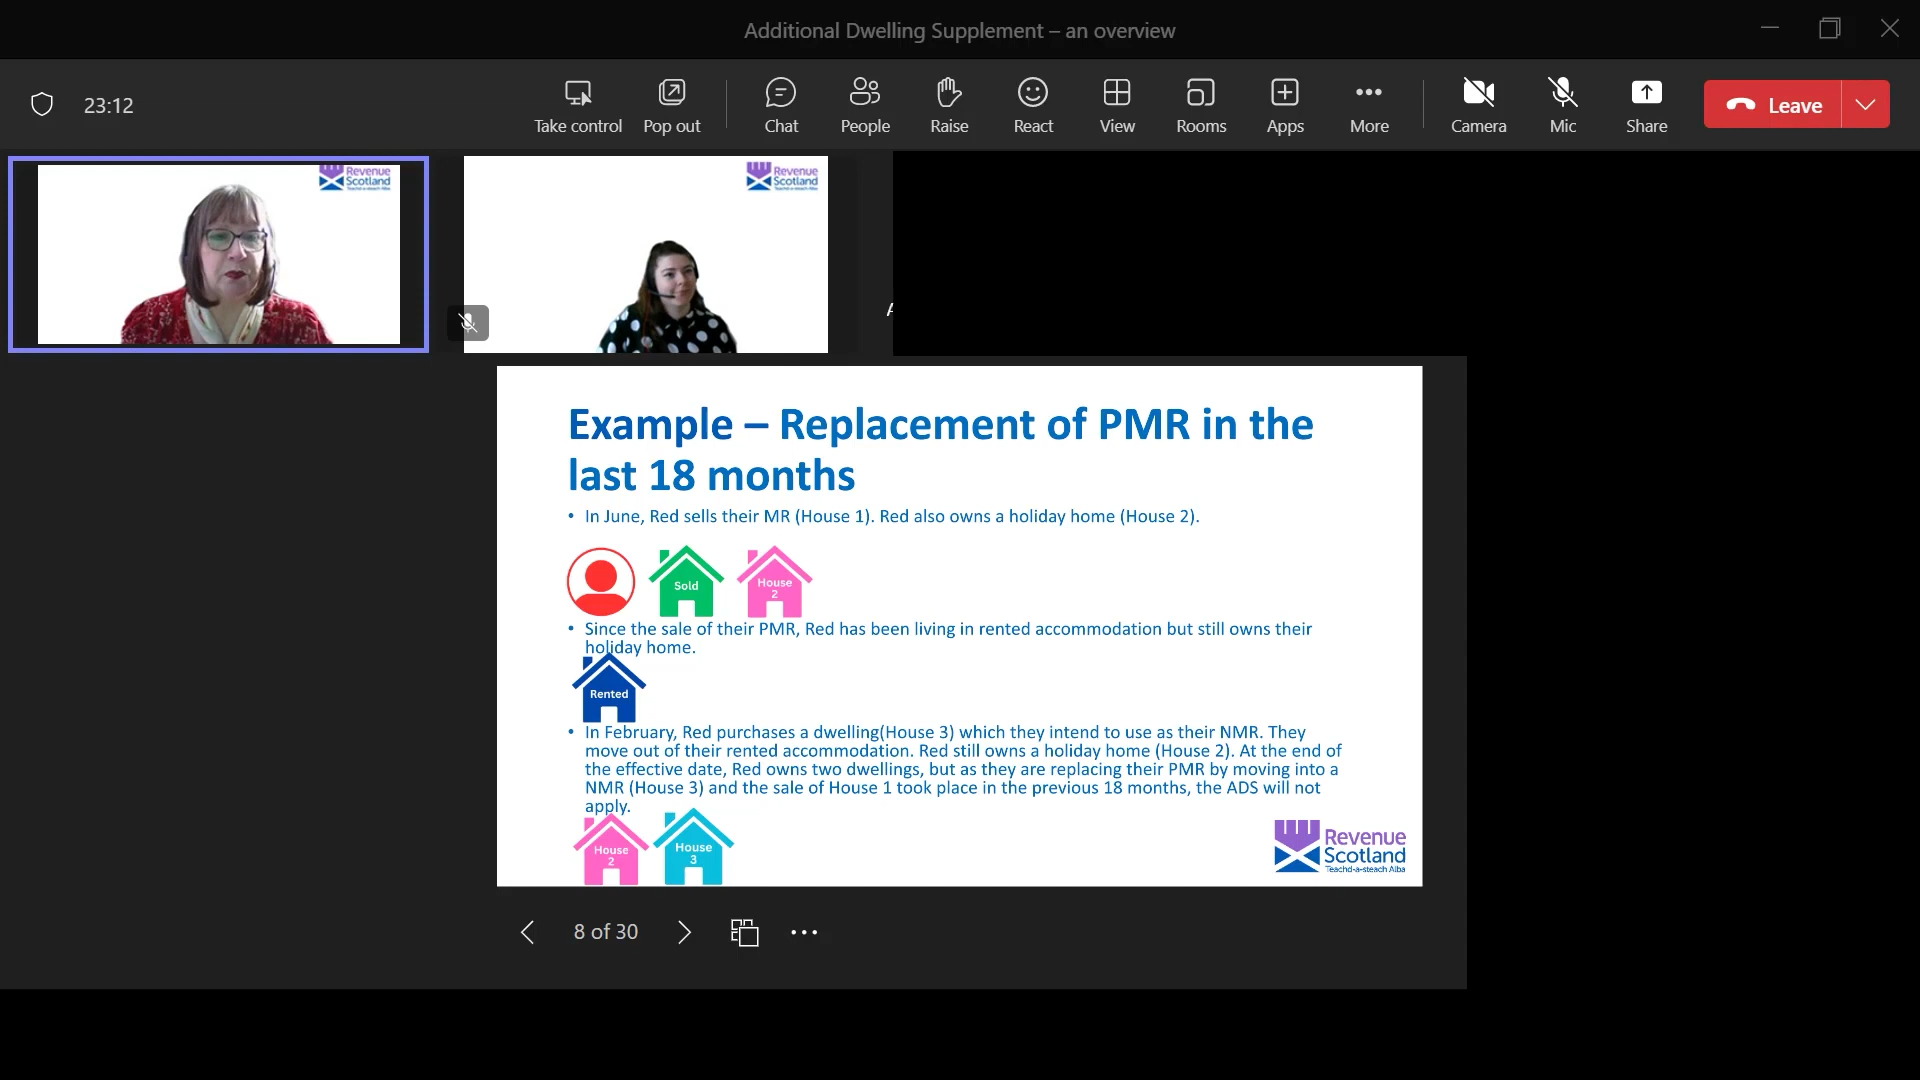 Additional Dwelling Supplement – an overview
23:12
Take control
Pop out
Chat
People
Raise
React
View
Rooms
Apps
More
Camera
Mic
Share
Leave
Revenue
Scotland
Teachd-a-steach Alba
Revenue
Scotland
Teachd-a-steach Alba
A
Example – Replacement of PMR in the
last 18 months
• In June, Red sells their MR (House 1). Red also owns a holiday home (House 2).
Sold
House
2
• Since the sale of their PMR, Red has been living in rented accommodation but still owns their
holiday home.
Rented
• In February, Red purchases a dwelling(House 3) which they intend to use as their NMR. They
move out of their rented accommodation. Red still owns a holiday home (House 2). At the end of
the effective date, Red owns two dwellings, but as they are replacing their PMR by moving into a
NMR (House 3) and the sale of House 1 took place in the previous 18 months, the ADS will not
apply.
House
2
House
3
Revenue
Scotland
Teachd-a-steach Alba
8 of 30